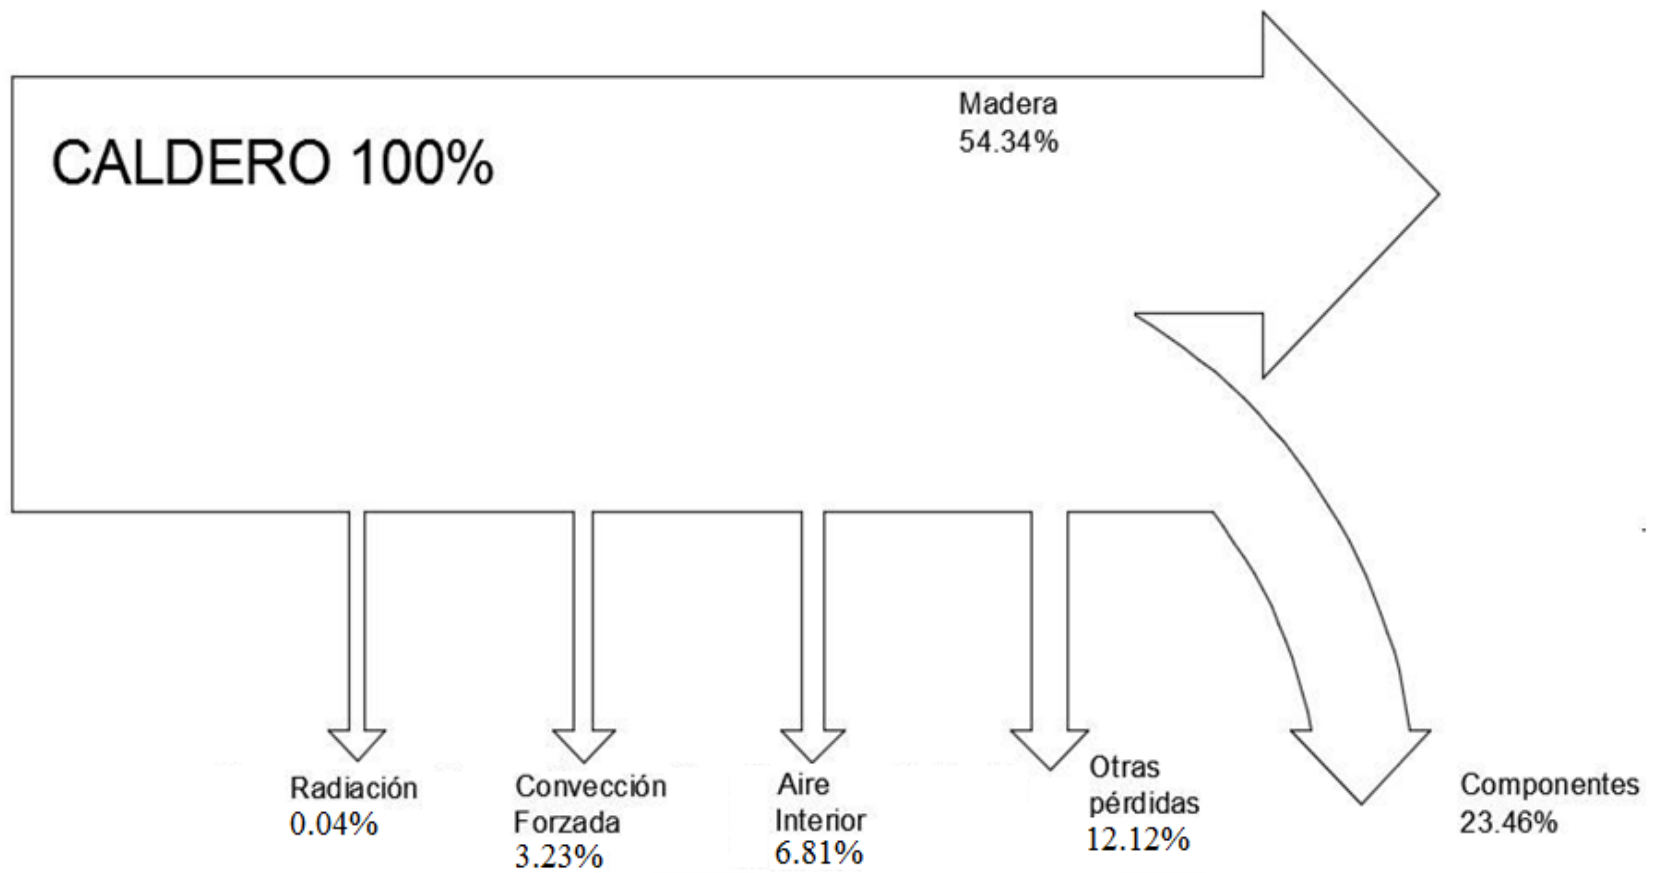 CALDERO 100%
Madera
54.34%
Radiación
0.04%
Convección
Forzada
3.23%
Aire
Interior
6.81%
Otras
pérdidas
12.12%
Componentes
23.46%